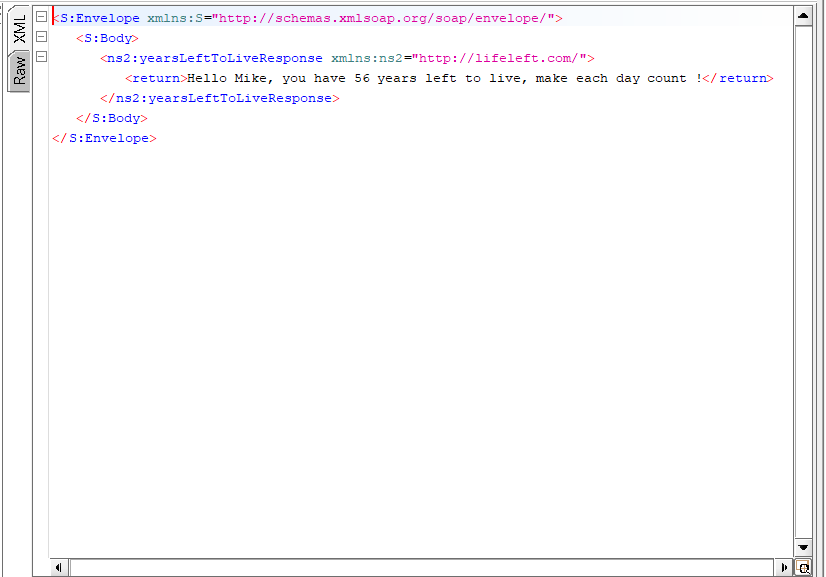 XML
Raw
<S:Envelope xmlns:S="http://schemas.xmlsoap.org/soap/envelope/">
<S:Body>
<ns2:yearsLeftToLiveResponse xmlns:ns2="http://lifeleft.com/">
<return>Hello Mike, you have 56 years left to live, make each day count !</return>
</ns2:yearsLeftToLiveResponse>
</S:Body>
</S:Envelope>